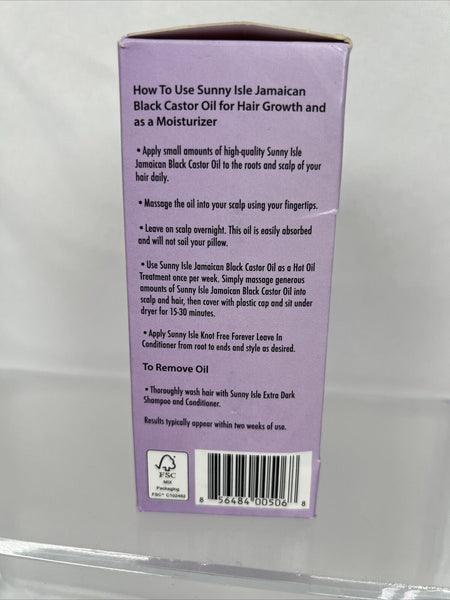 How To Use Sunny Isle Jamaican
Black Castor Oil for Hair Growth and
as a Moisturizer
• Apply small amounts of high-quality Sunny Isle
Jamaican Black Castor Oil to the roots and scalp of your
hair daily.
• Massage the oil into your scalp using your fingertips.
• Leave on scalp overnight. This oil is easily absorbed
and will not soil your pillow.
• Use Sunny Isle Jamaican Black Castor Oil as a Hot Oil
Treatment once per week. Simply massage generous
amounts of Sunny Isle Jamaican Black Castor Oil into
scalp and hair, then cover with plastic cap and sit under
dryer for 15-30 minutes.
• Apply Sunny Isle Knot Free Forever Leave In
Conditioner from root to ends and style as desired.
To Remove Oil
• Thoroughly wash hair with Sunny Isle Extra Dark
Shampoo and Conditioner.
Results typically appear within two weeks of use.
FSC
MIX
Packaging
FSC® C102482
8 56484 00506 8